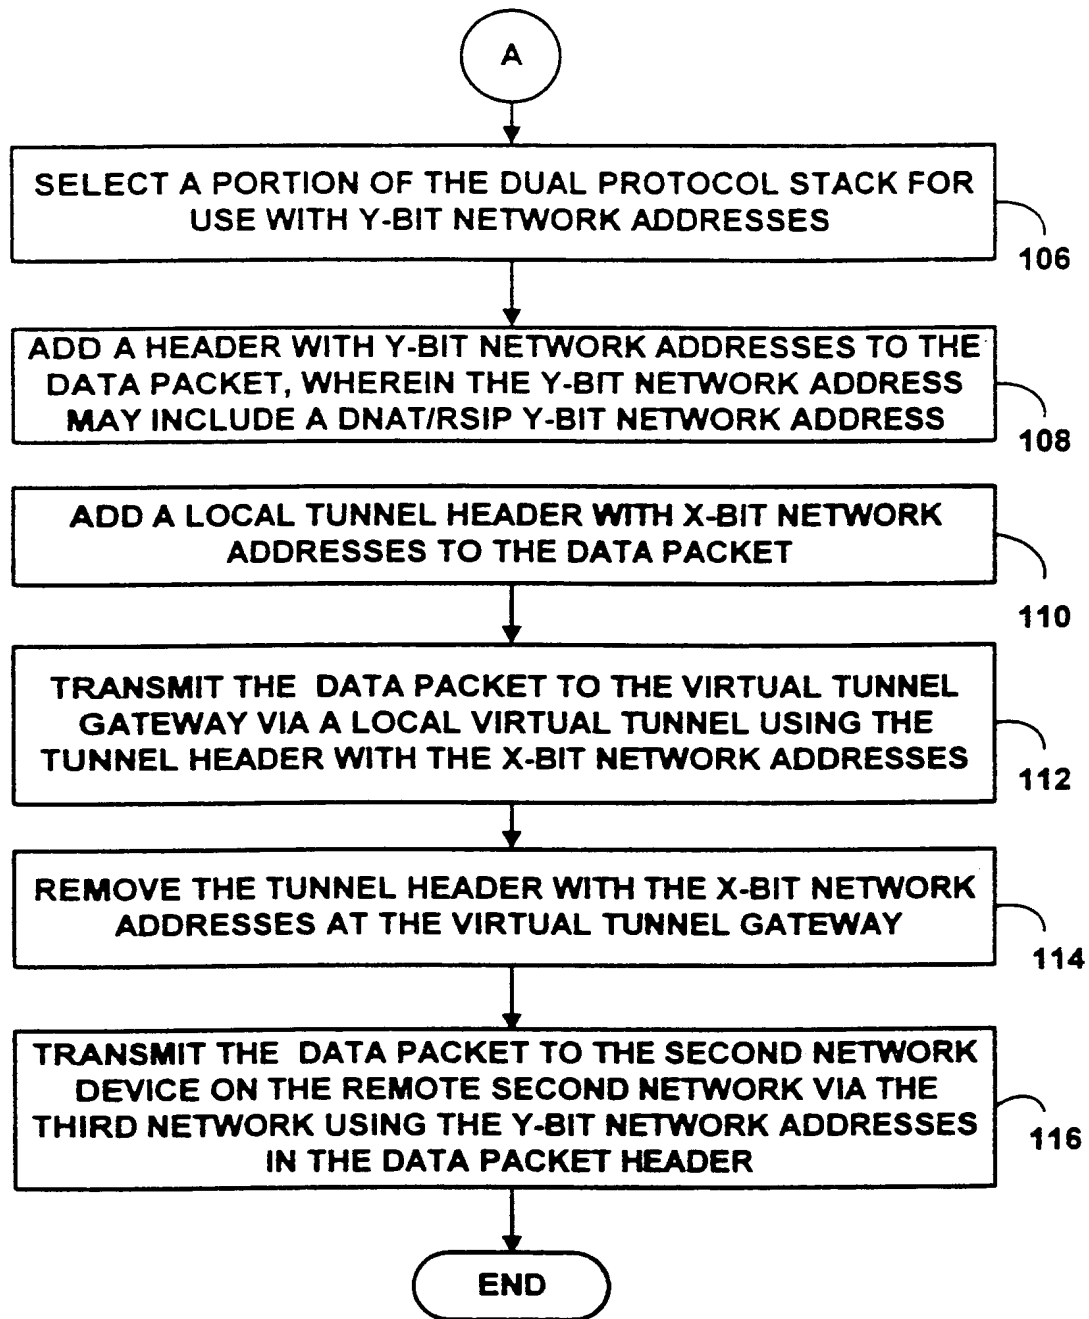 A
SELECT A PORTION OF THE DUAL PROTOCOL STACK FOR
USE WITH Y-BIT NETWORK ADDRESSES
106
ADD A HEADER WITH Y-BIT NETWORK ADDRESSES TO THE
DATA PACKET, WHEREIN THE Y-BIT NETWORK ADDRESS
MAY INCLUDE A DNAT/RSIP Y-BIT NETWORK ADDRESS
108
ADD A LOCAL TUNNEL HEADER WITH X-BIT NETWORK
ADDRESSES TO THE DATA PACKET
110
TRANSMIT THE DATA PACKET TO THE VIRTUAL TUNNEL
GATEWAY VIA A LOCAL VIRTUAL TUNNEL USING THE
TUNNEL HEADER WITH THE X-BIT NETWORK ADDRESSES
112
REMOVE THE TUNNEL HEADER WITH THE X-BIT NETWORK
ADDRESSES AT THE VIRTUAL TUNNEL GATEWAY
114
TRANSMIT THE DATA PACKET TO THE SECOND NETWORK
DEVICE ON THE REMOTE SECOND NETWORK VIA THE
THIRD NETWORK USING THE Y-BIT NETWORK ADDRESSES
IN THE DATA PACKET HEADER
116
END